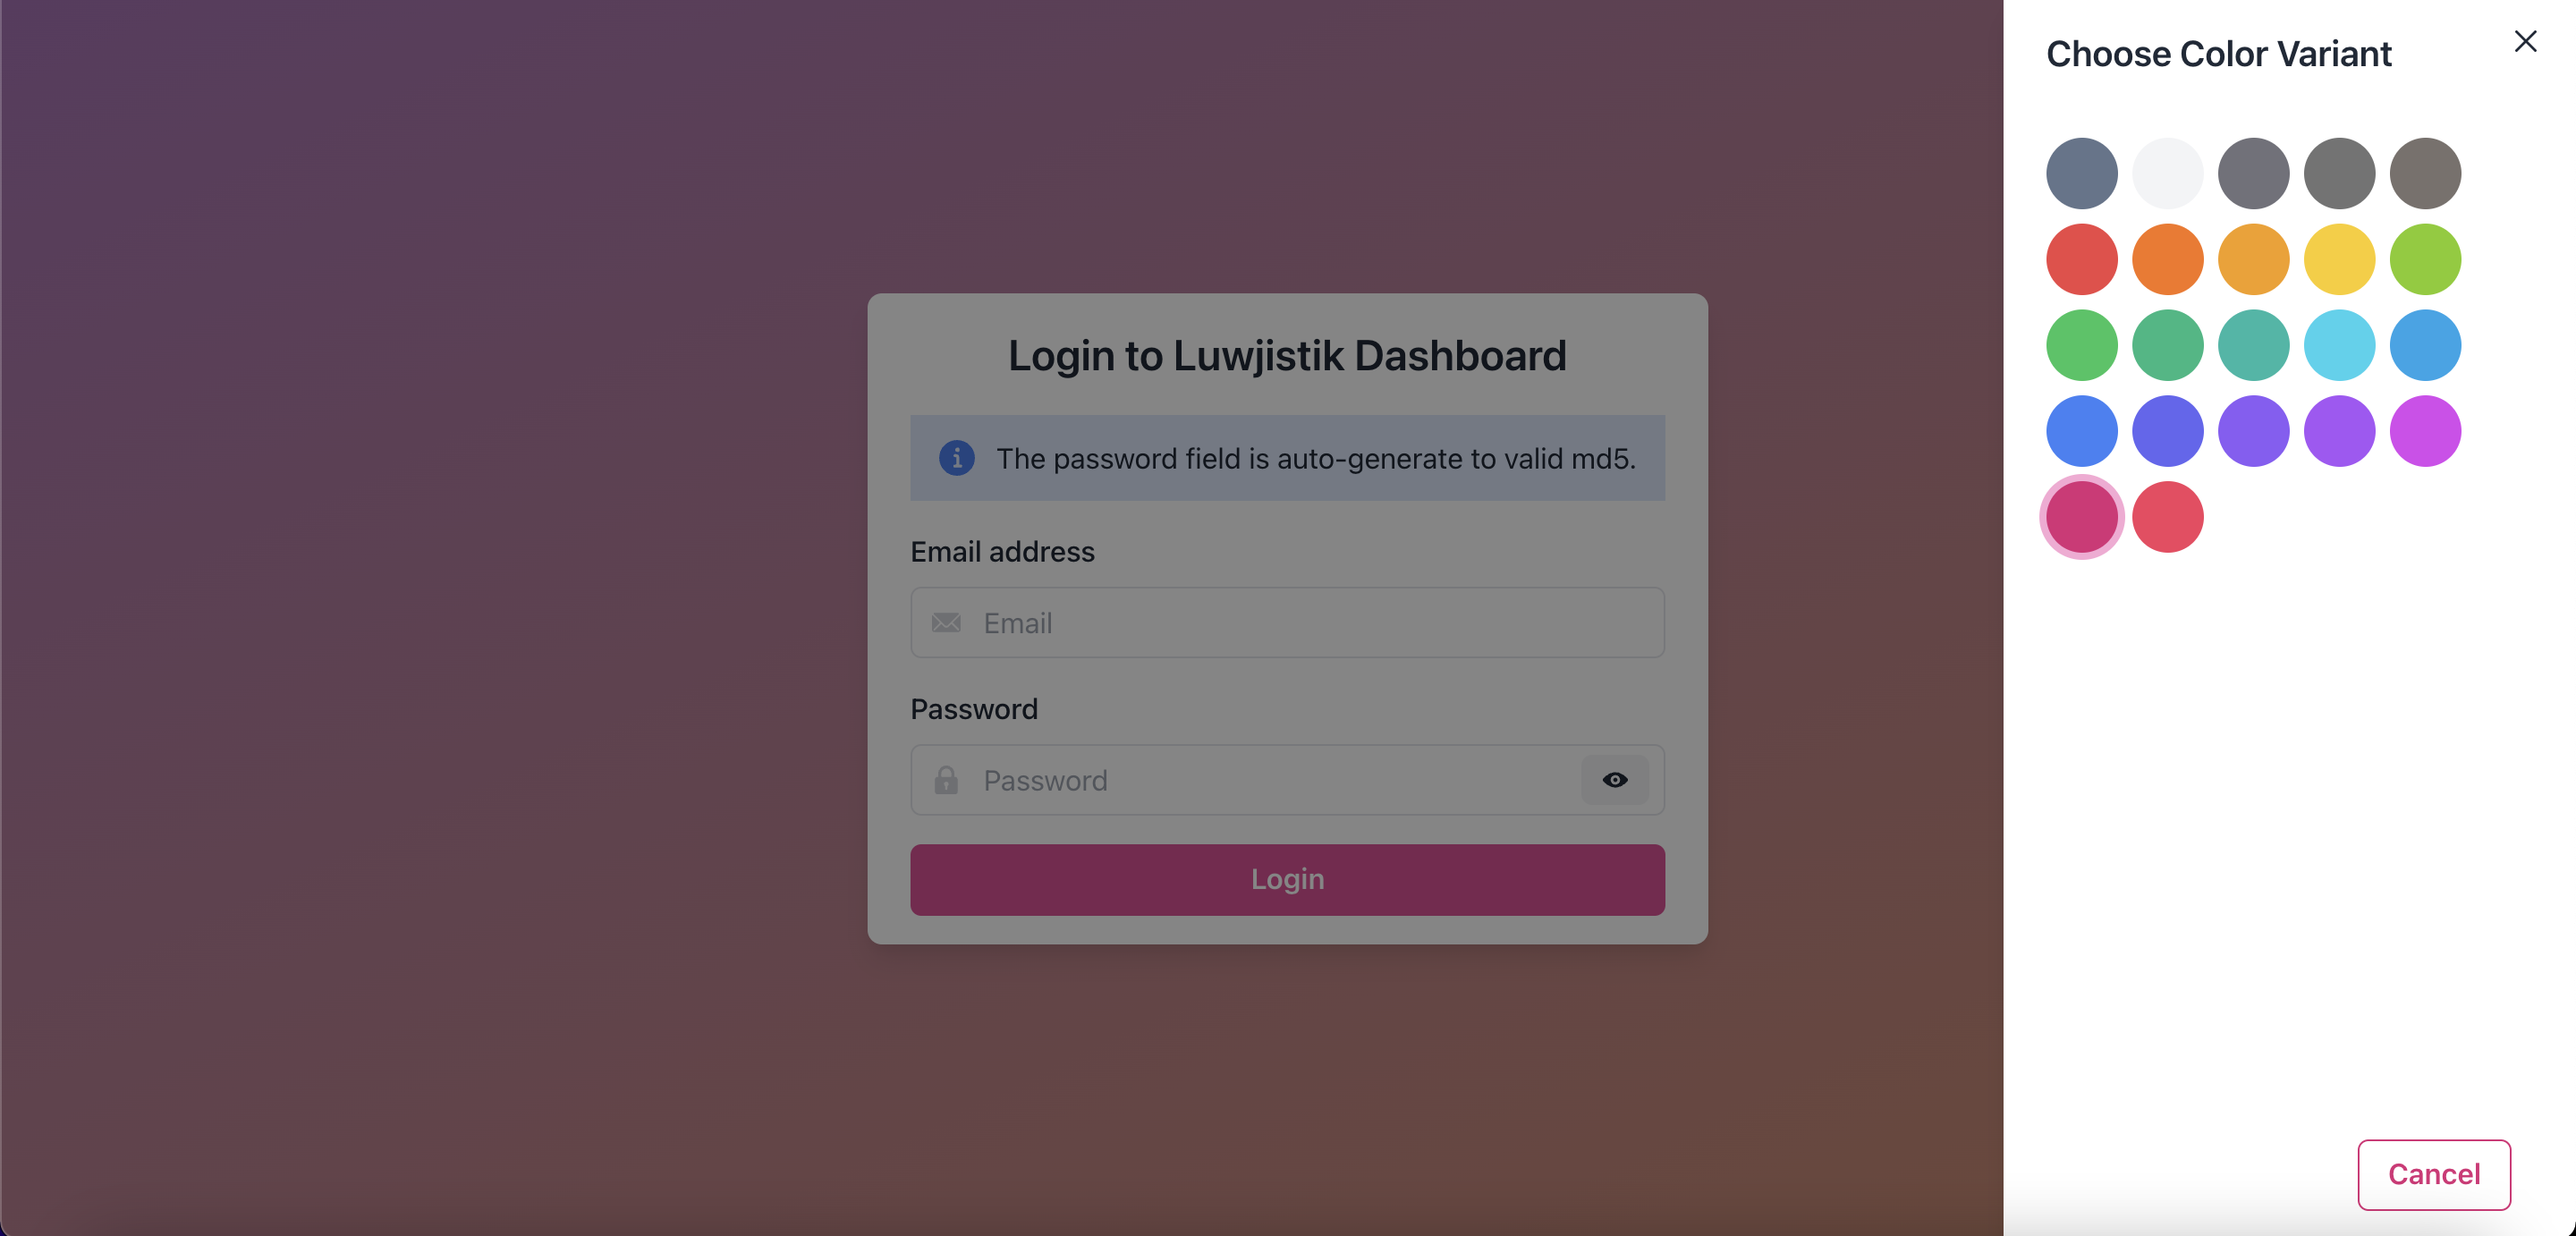 Choose Color Variant
Login to Luwjistik Dashboard
The password field is auto-generate to valid md5.
Email address
Email
Password
Password
Login
Cancel